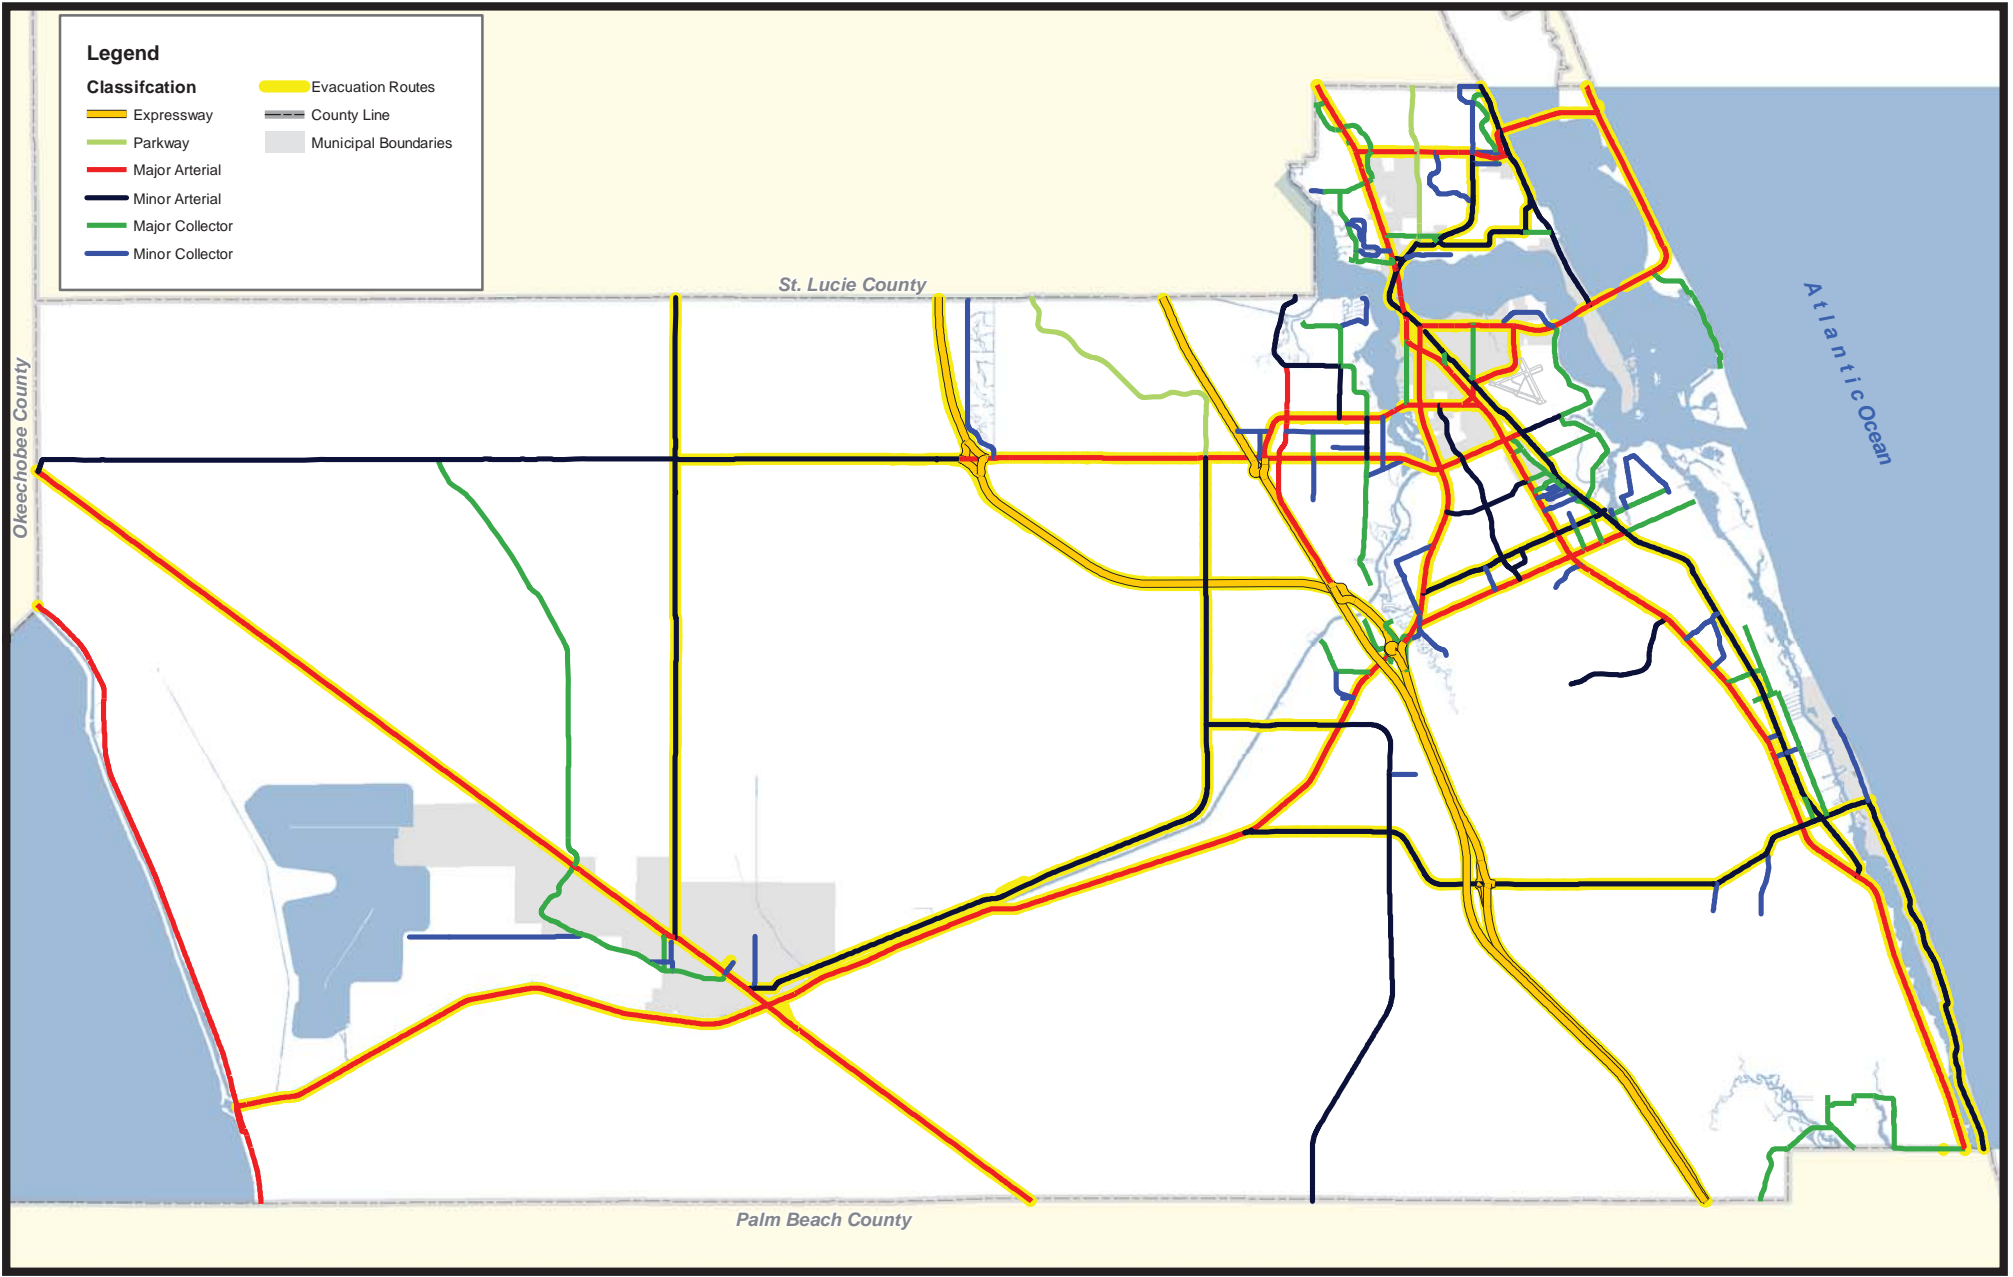 Legend
Classifcation
Expressway
Parkway
Major Arterial
Minor Arterial
Major Collector
Minor Collector
Evacuation Routes
County Line
Municipal Boundaries
St. Lucie County
Okeechobee County
Atlantic Ocean
Palm Beach County